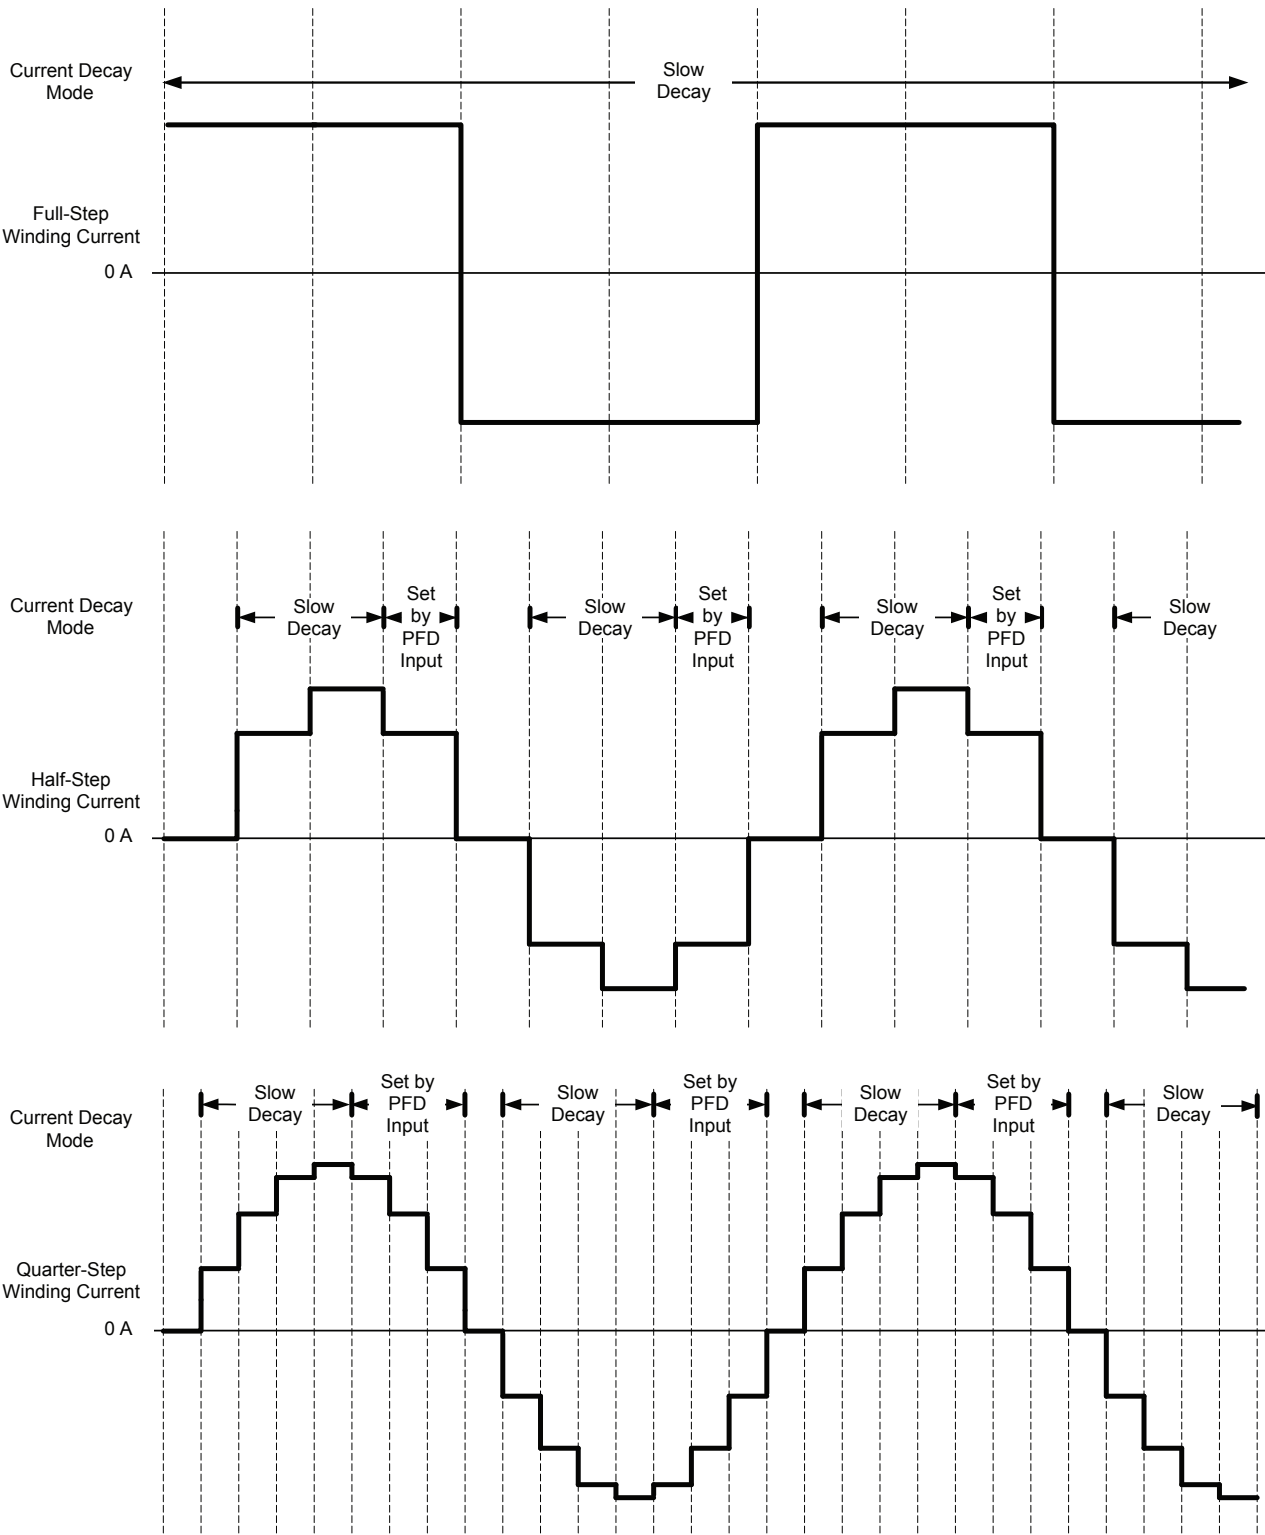 Current Decay
Mode
Slow
Decay
Full-Step
Winding Current
0 A
Current Decay
Mode
Slow
Decay
Set
by
PFD
Input
Slow
Decay
Set
by
PFD
Input
Slow
Decay
Set
by
PFD
Input
Slow
Decay
Half-Step
Winding Current
0 A
Current Decay
Mode
Slow
Decay
Set by
PFD
Input
Slow
Decay
Set by
PFD
Input
Slow
Decay
Set by
PFD
Input
Slow
Decay
Quarter-Step
Winding Current
0 A